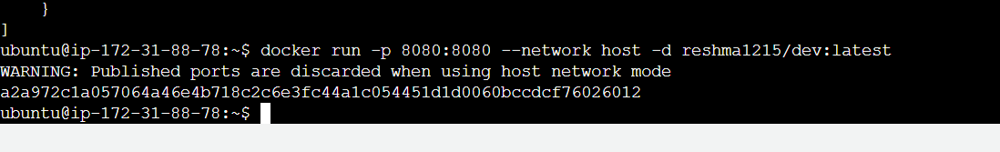 }
]
ubuntu@ip-172-31-88-78:~$ docker run -p 8080:8080 --network host -d reshma1215/dev:latest
WARNING: Published ports are discarded when using host network mode
a2a972c1a057064a46e4b718c2c6e3fc44a1c054451d1d0060bccdcf76026012
ubuntu@ip-172-31-88-78:~$